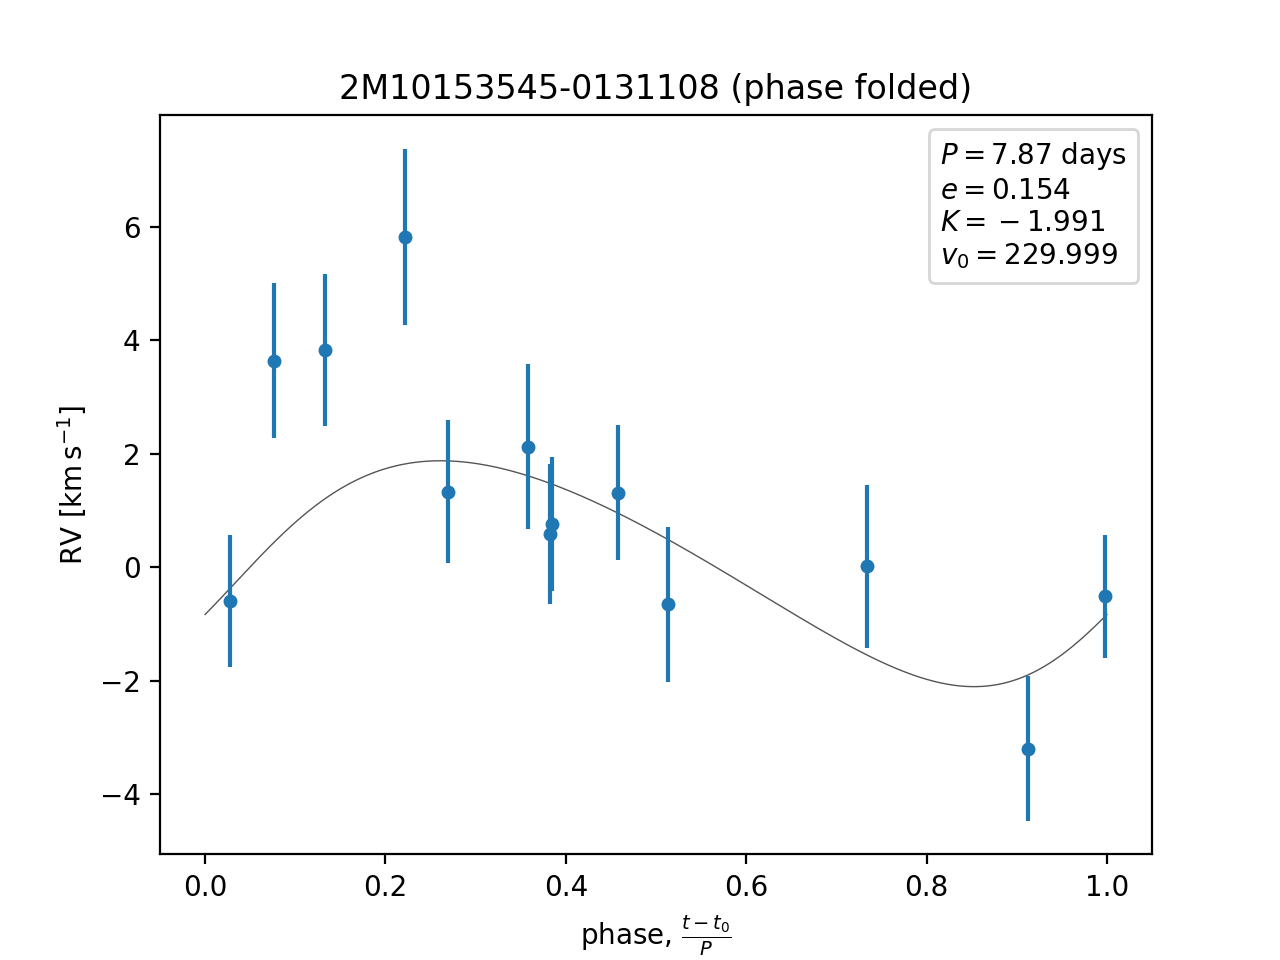 2M10153545-0131108 (phase folded)
P = 7.87 days
e = 0.154
K = −1.991
v₀ = 229.999
RV [km s⁻¹]
6
4
2
0
−2
−4
0.0 0.2 0.4 0.6 0.8 1.0
phase, (t − t₀)/P